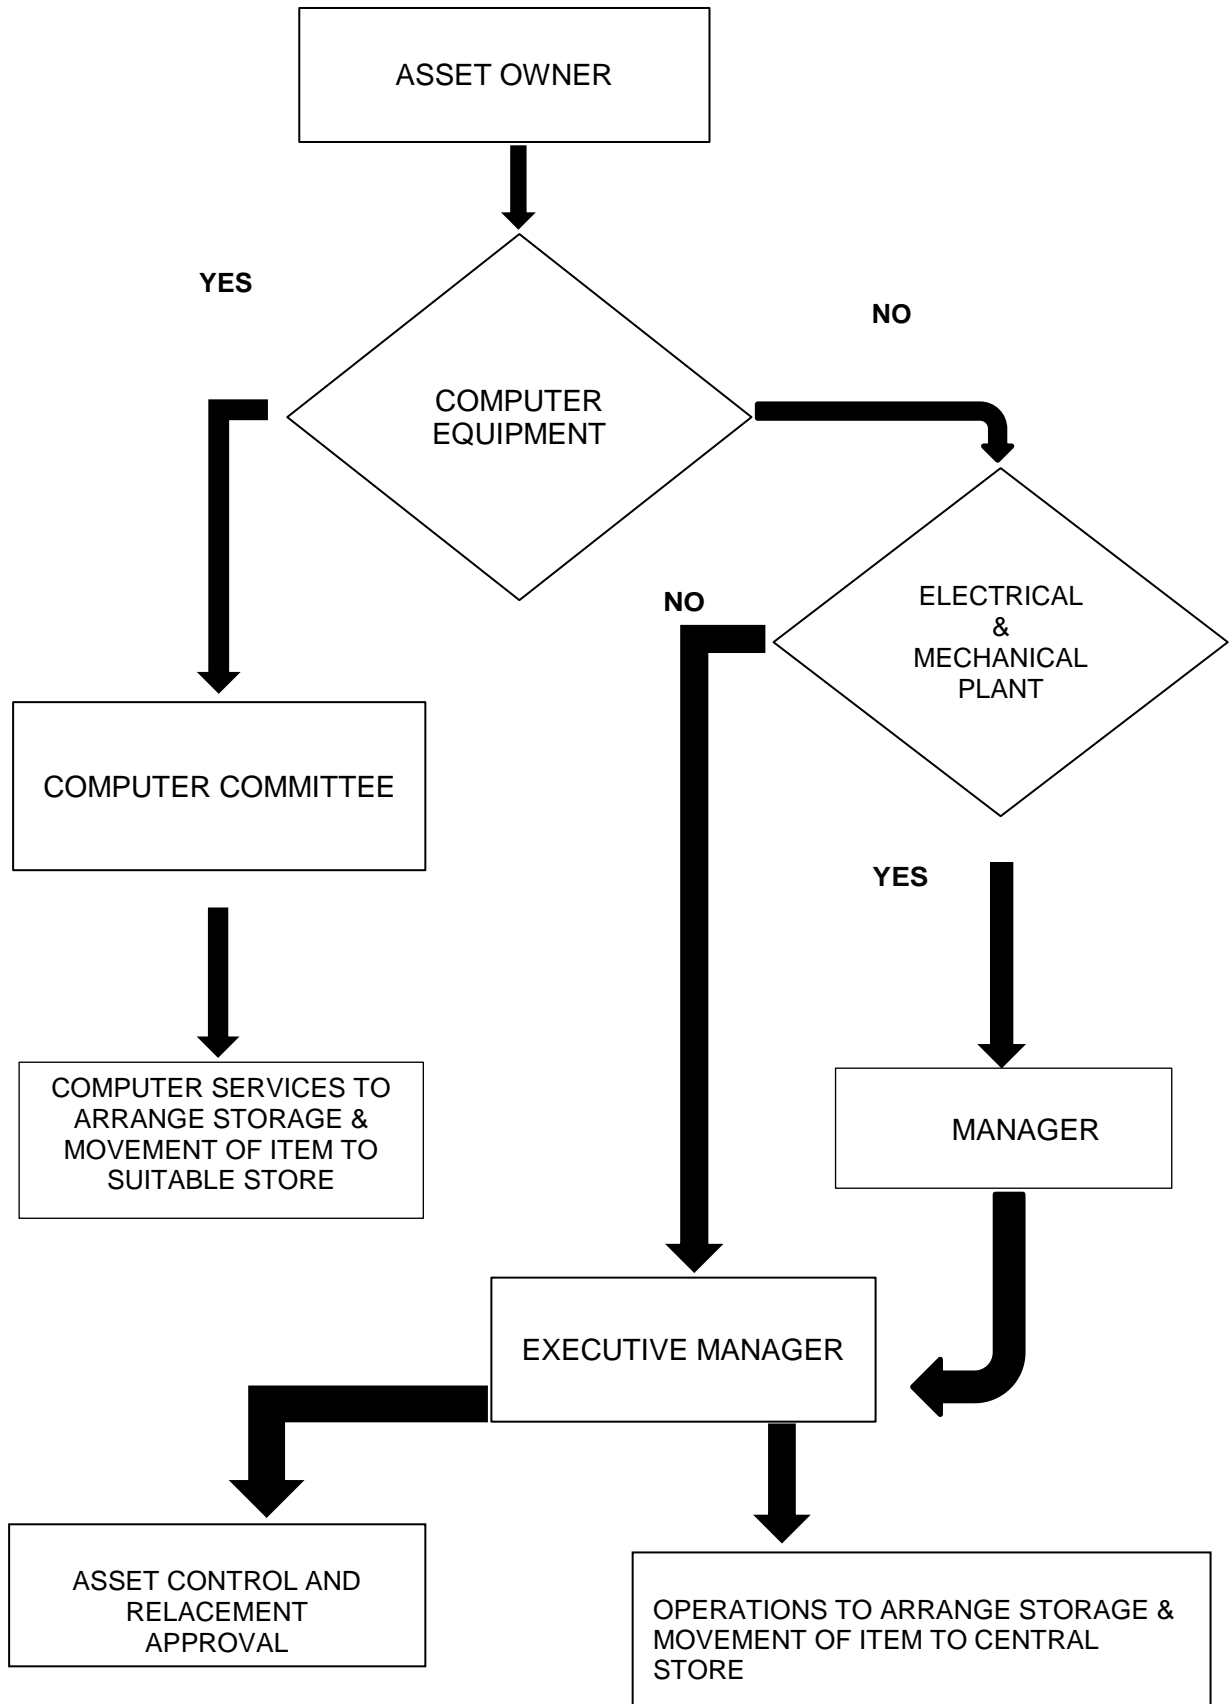 ASSET OWNER
YES
NO
COMPUTER
EQUIPMENT
NO
ELECTRICAL
&
MECHANICAL
PLANT
COMPUTER COMMITTEE
YES
COMPUTER SERVICES TO
ARRANGE STORAGE &
MOVEMENT OF ITEM TO
SUITABLE STORE
MANAGER
EXECUTIVE MANAGER
ASSET CONTROL AND
RELACEMENT
APPROVAL
OPERATIONS TO ARRANGE STORAGE &
MOVEMENT OF ITEM TO CENTRAL
STORE